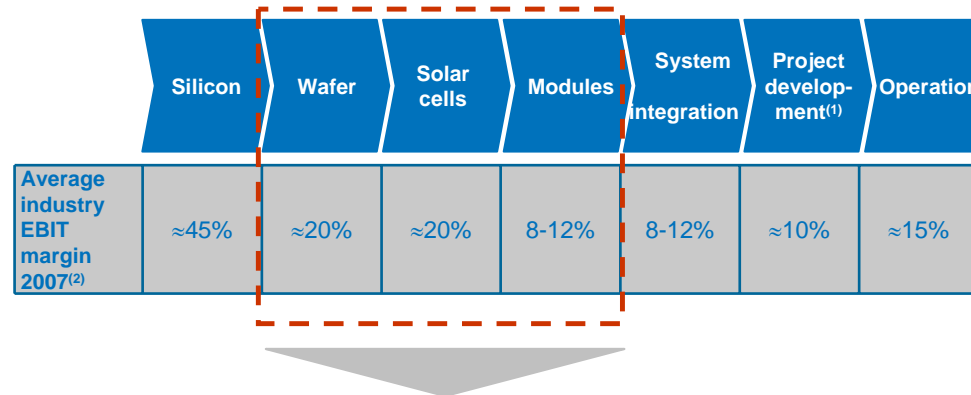 Silicon
Wafer
Solar
cells
Modules
System
integration
Project
develop-
ment(1)
Operation
Average
industry
EBIT
margin
2007(2)
≈45%
≈20%
≈20%
8-12%
8-12%
≈10%
≈15%